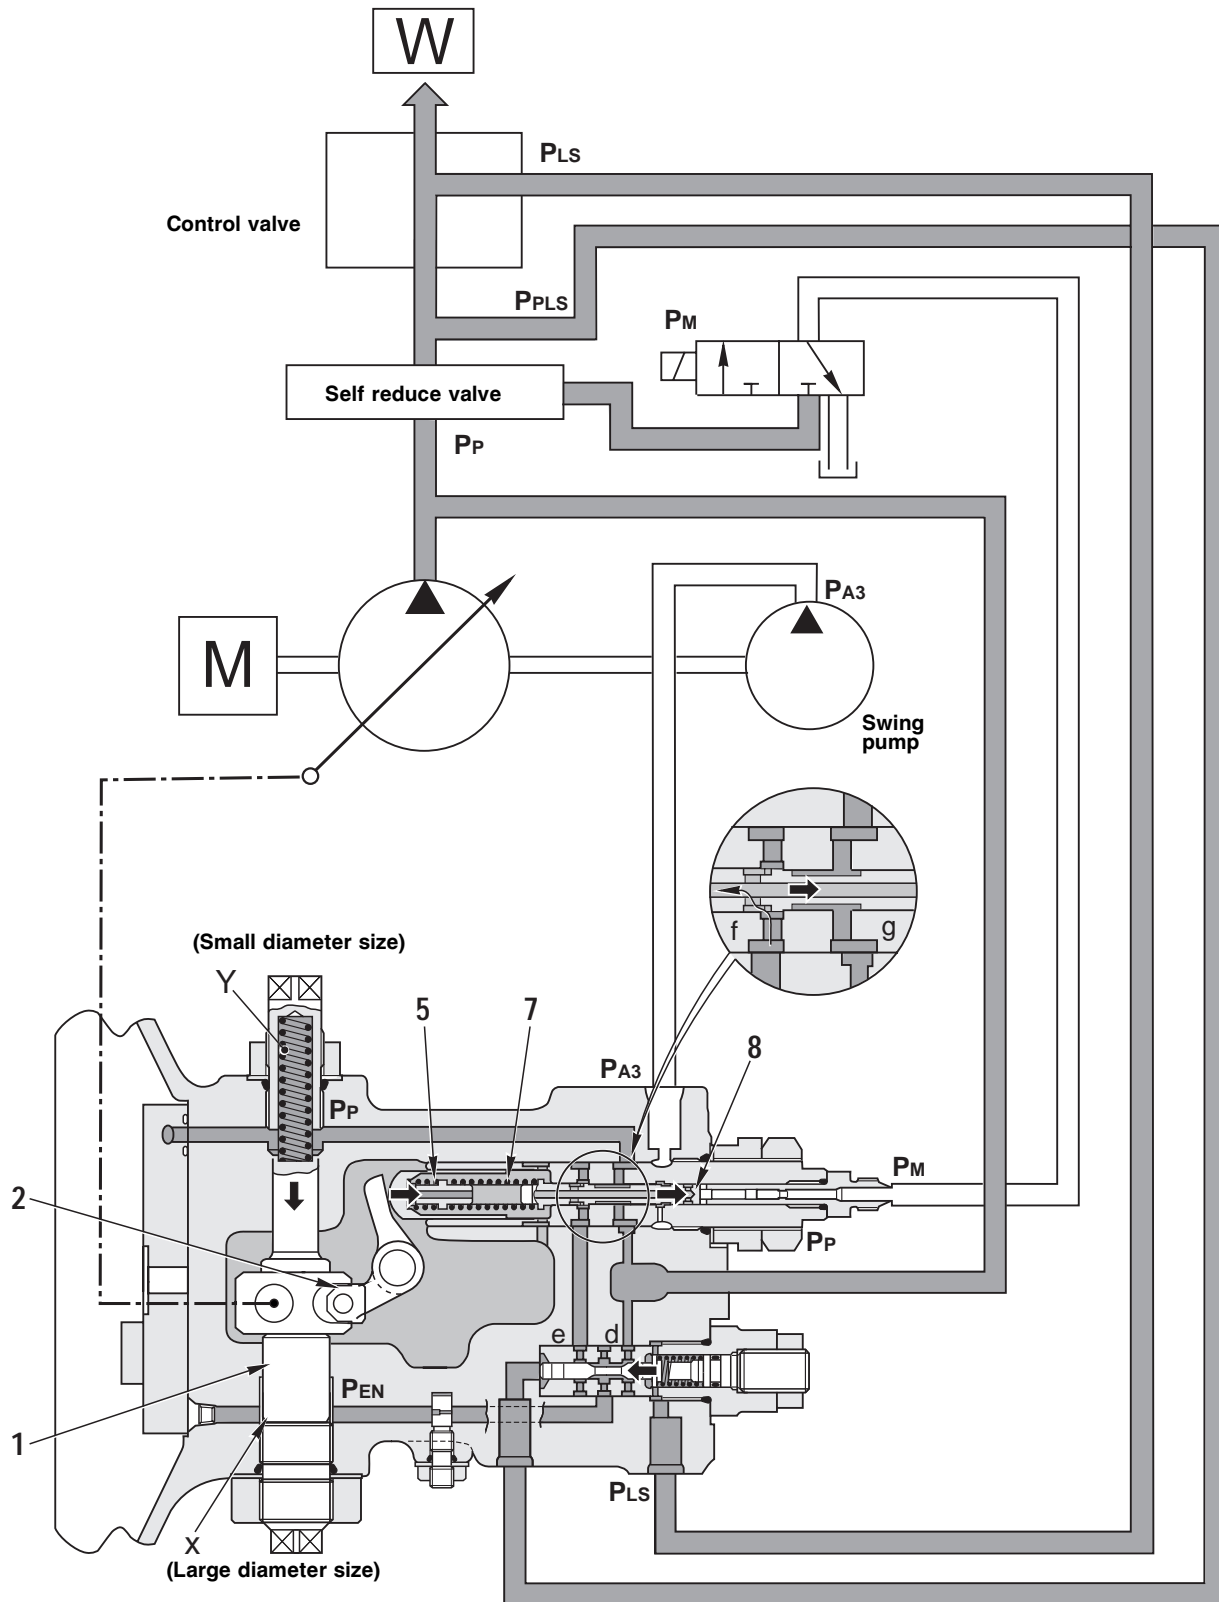 W
PLS
Control valve
PPLS
PM
Self reduce valve
PP
PA3
M
Swing
pump
f
g
(Small diameter size)
Y
5
7
PA3
8
PP
PM
2
PP
e
d
PEN
1
PLS
x
(Large diameter size)